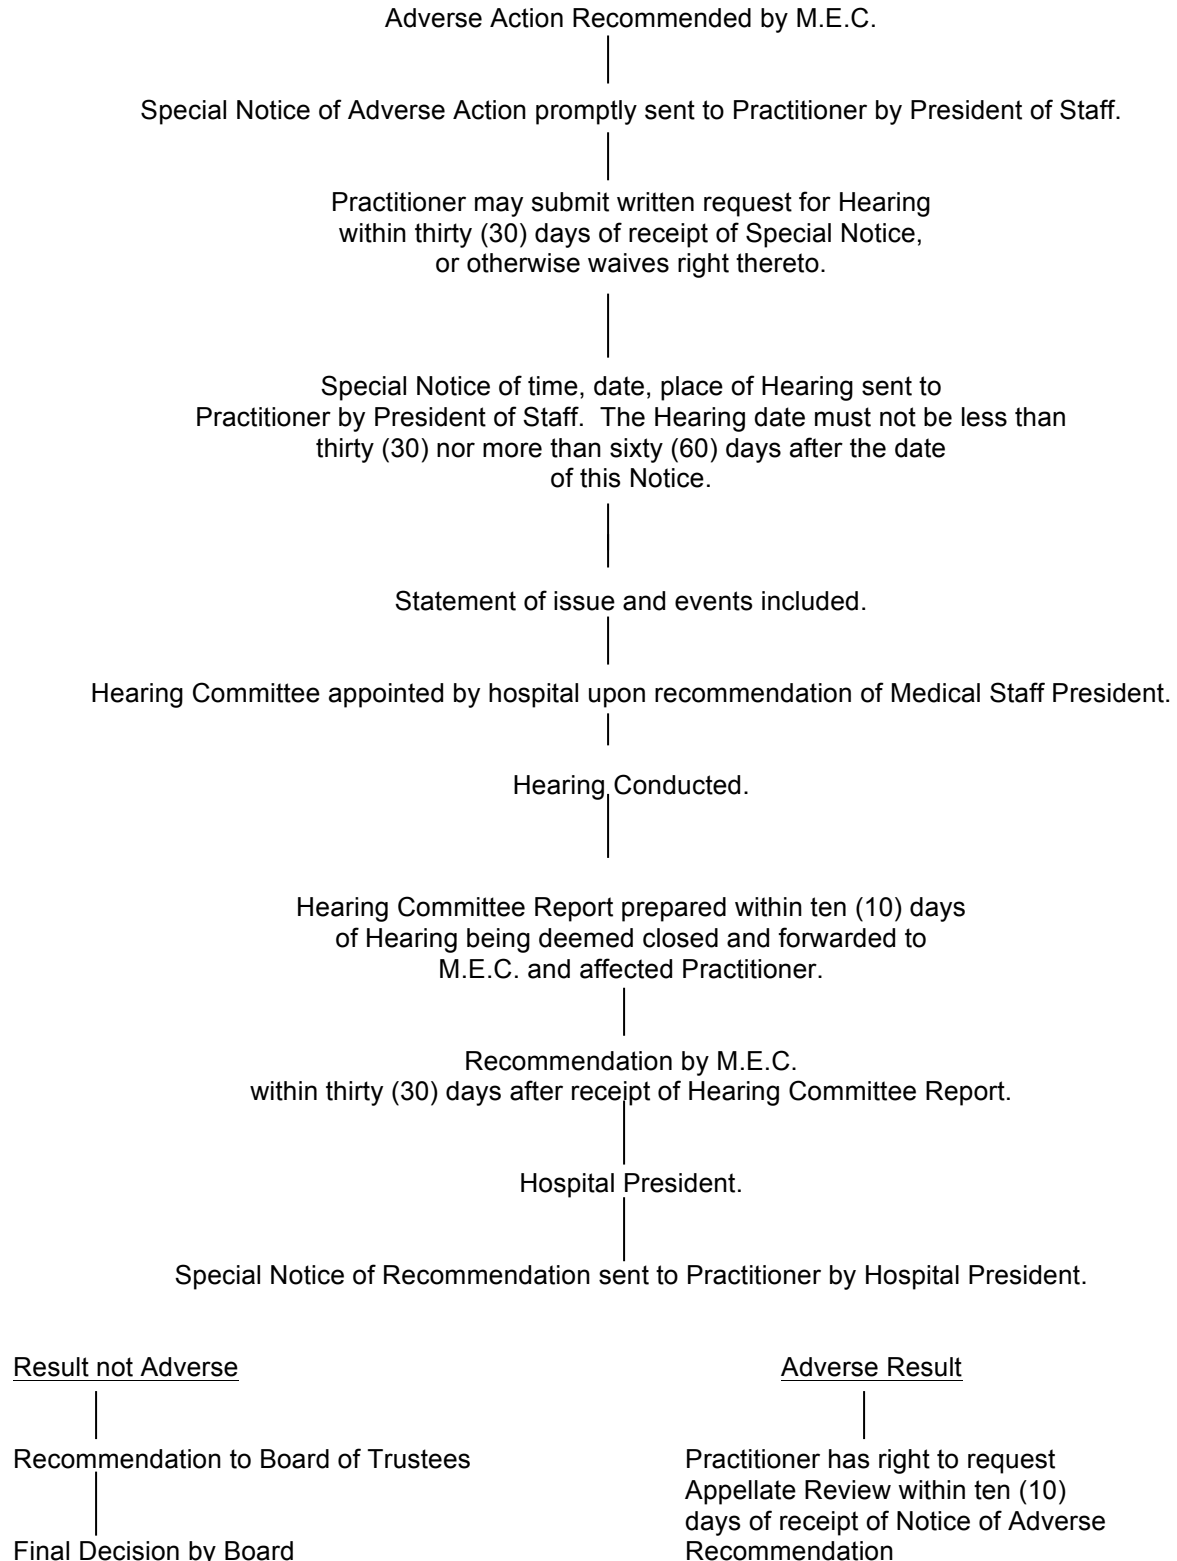 Adverse Action Recommended by M.E.C.
Special Notice of Adverse Action promptly sent to Practitioner by President of Staff.
Practitioner may submit written request for Hearing
within thirty (30) days of receipt of Special Notice,
or otherwise waives right thereto.
Special Notice of time, date, place of Hearing sent to
Practitioner by President of Staff.  The Hearing date must not be less than
thirty (30) nor more than sixty (60) days after the date
of this Notice.
Statement of issue and events included.
Hearing Committee appointed by hospital upon recommendation of Medical Staff President.
Hearing Conducted.
Hearing Committee Report prepared within ten (10) days
of Hearing being deemed closed and forwarded to
M.E.C. and affected Practitioner.
Recommendation by M.E.C.
within thirty (30) days after receipt of Hearing Committee Report.
Hospital President.
Special Notice of Recommendation sent to Practitioner by Hospital President.
Result not Adverse
Recommendation to Board of Trustees
Final Decision by Board
Adverse Result
Practitioner has right to request
Appellate Review within ten (10)
days of receipt of Notice of Adverse
Recommendation